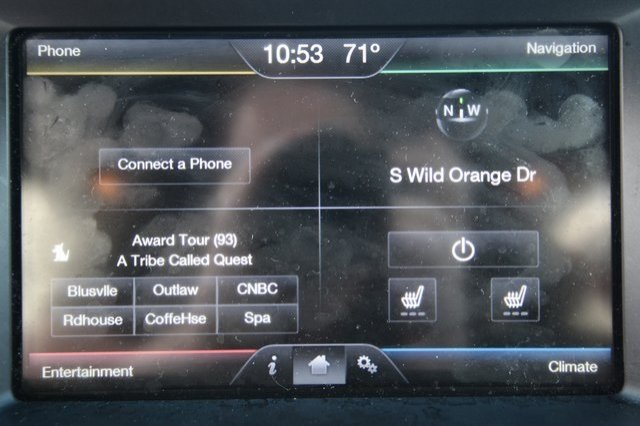 Phone
10:53 71°
Navigation
N W
Connect a Phone
S Wild Orange Dr
Award Tour (93)
A Tribe Called Quest
Blusvlle Outlaw CNBC
Rdhouse CoffeHse Spa
Entertainment
i
Climate